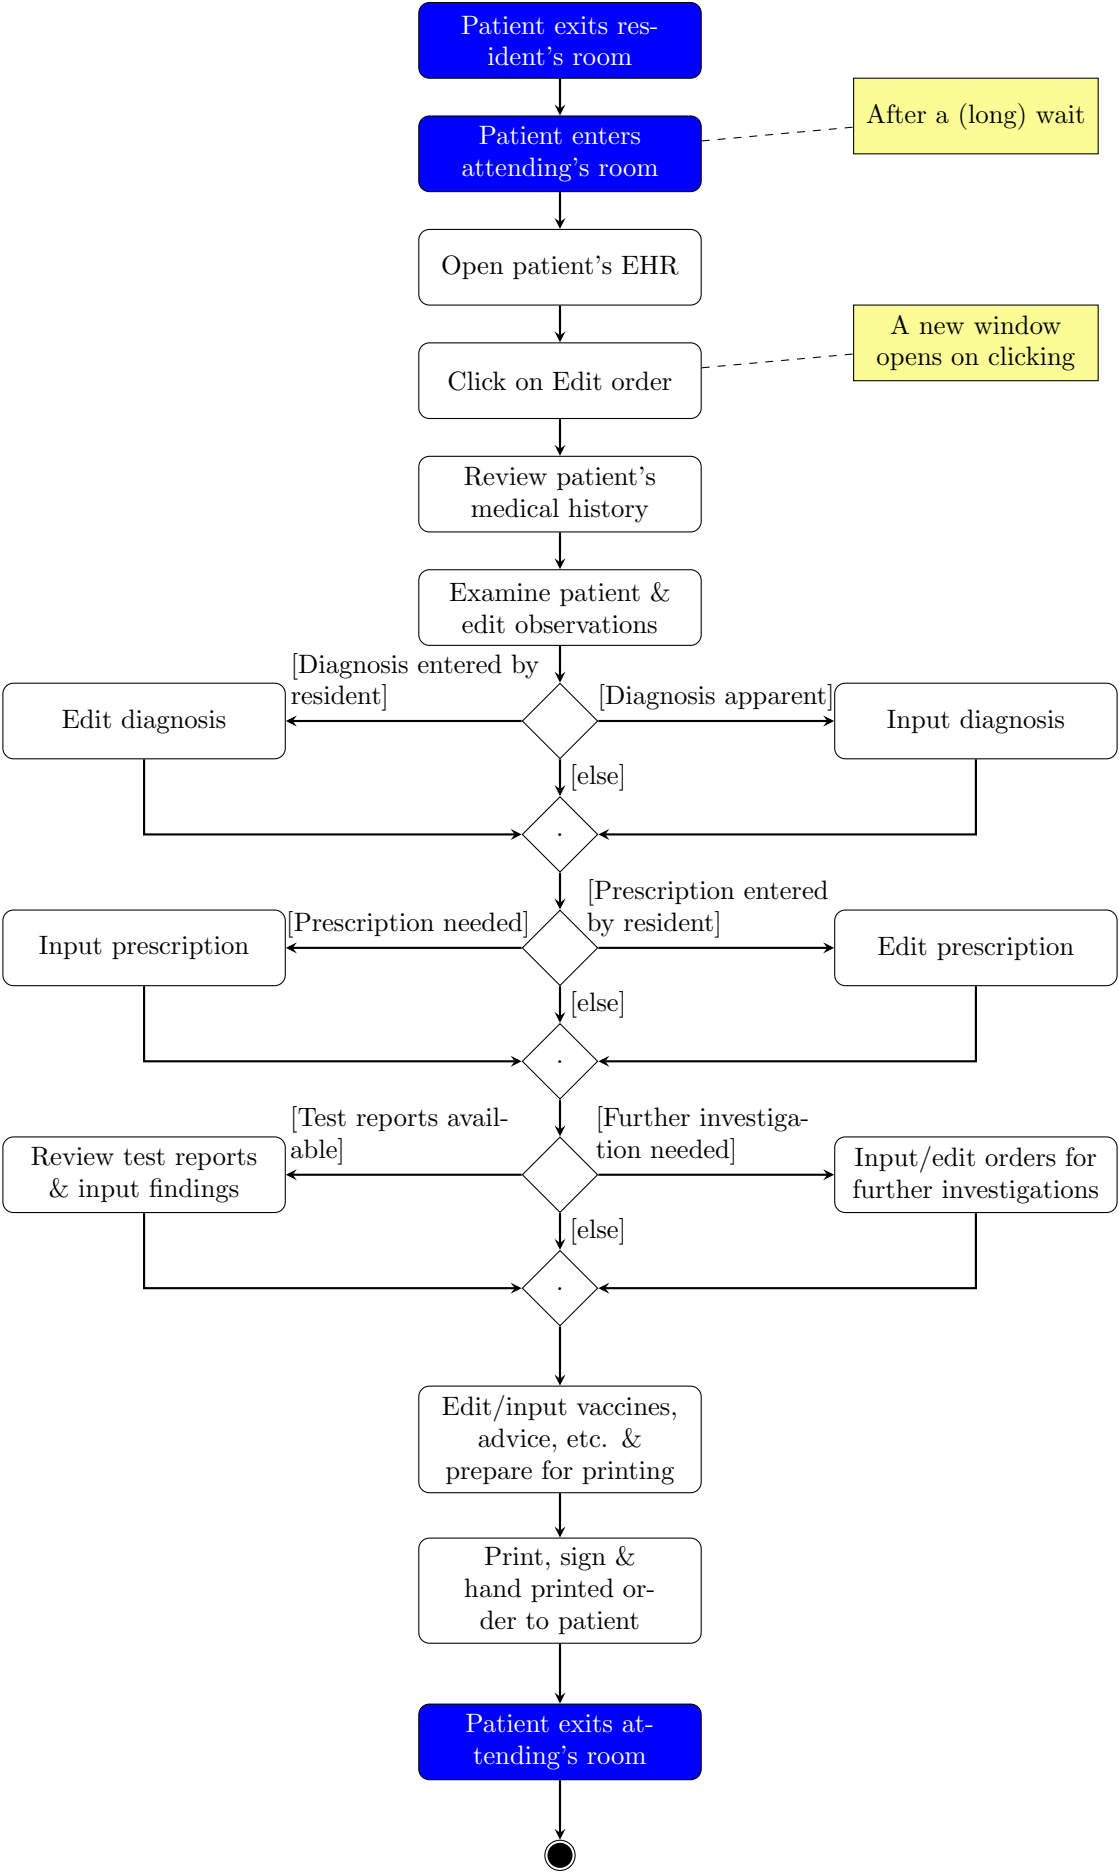 Patient exits res-
ident's room
After a (long) wait
Patient enters
attending's room
Open patient's EHR
A new window
opens on clicking
Click on Edit order
Review patient's
medical history
Examine patient &
edit observations
[Diagnosis entered by
resident]
[Diagnosis apparent]
Edit diagnosis
Input diagnosis
[else]
.
[Prescription entered
by resident]
[Prescription needed]
Input prescription
Edit prescription
[else]
.
[Test reports avail-
able]
[Further investiga-
tion needed]
Review test reports
& input findings
Input/edit orders for
further investigations
[else]
.
Edit/input vaccines,
advice, etc. &
prepare for printing
Print, sign &
hand printed or-
der to patient
Patient exits at-
tending's room